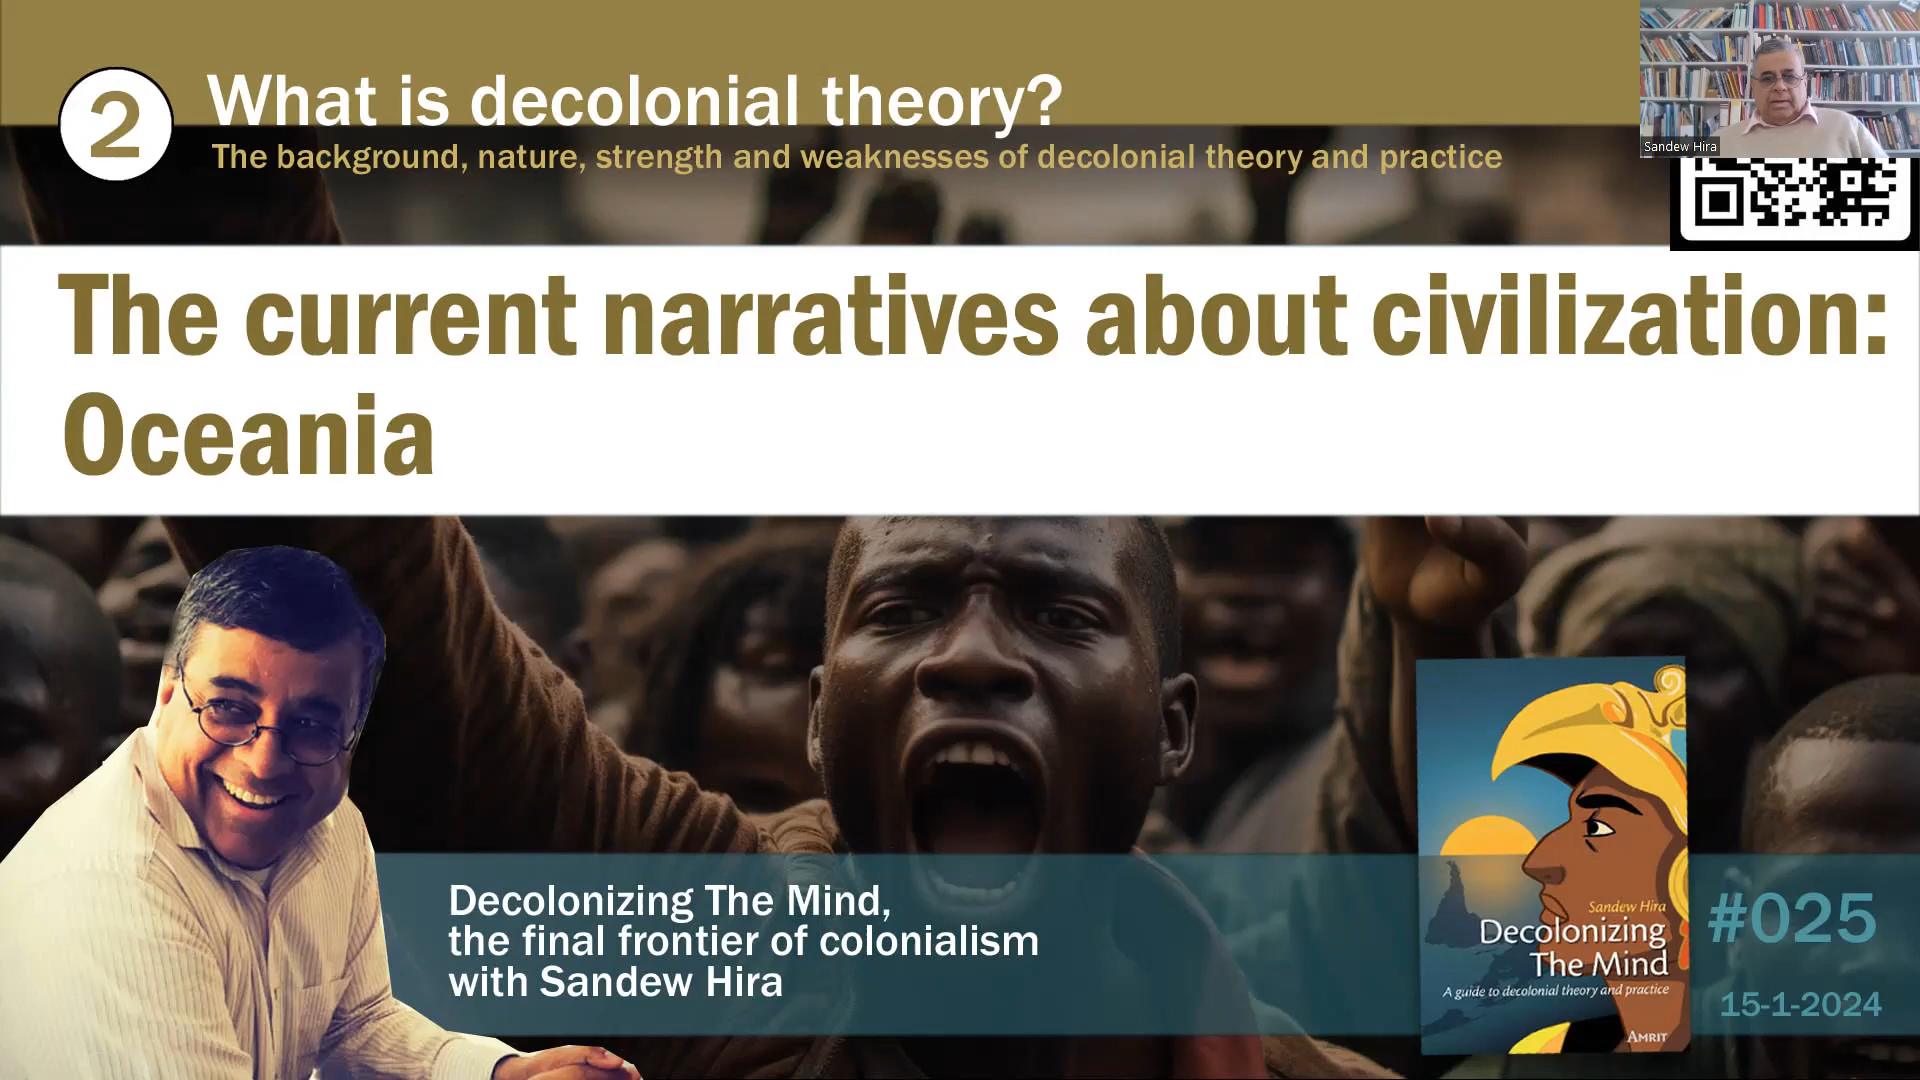 2
What is decolonial theory?
The background, nature, strength and weaknesses of decolonial theory and practice
Sandew Hira
The current narratives about civilization:
Oceania
Decolonizing The Mind,
the final frontier of colonialism
with Sandew Hira
Sandew Hira
Decolonizing
The Mind
A guide to decolonial theory and practice
AMRIT
#025
15-1-2024